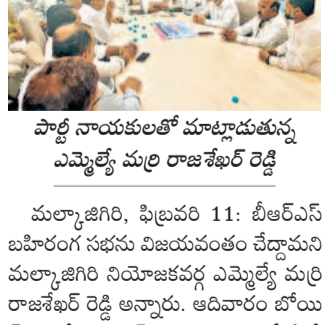 పార్టీ నాయకులతో మాట్లాడుతున్న
ఎమ్మెల్యే మర్రి రాజశేఖర్ రెడ్డి
మల్కాజిగిరి, ఫిబ్రవరి 11: బీఆర్ఎస్
బహిరంగ సభను విజయవంతం చేద్దామని
మల్కాజిగిరి నియోజకవర్గ ఎమ్మెల్యే మర్రి
రాజశేఖర్ రెడ్డి అన్నారు. ఆదివారం బోయి